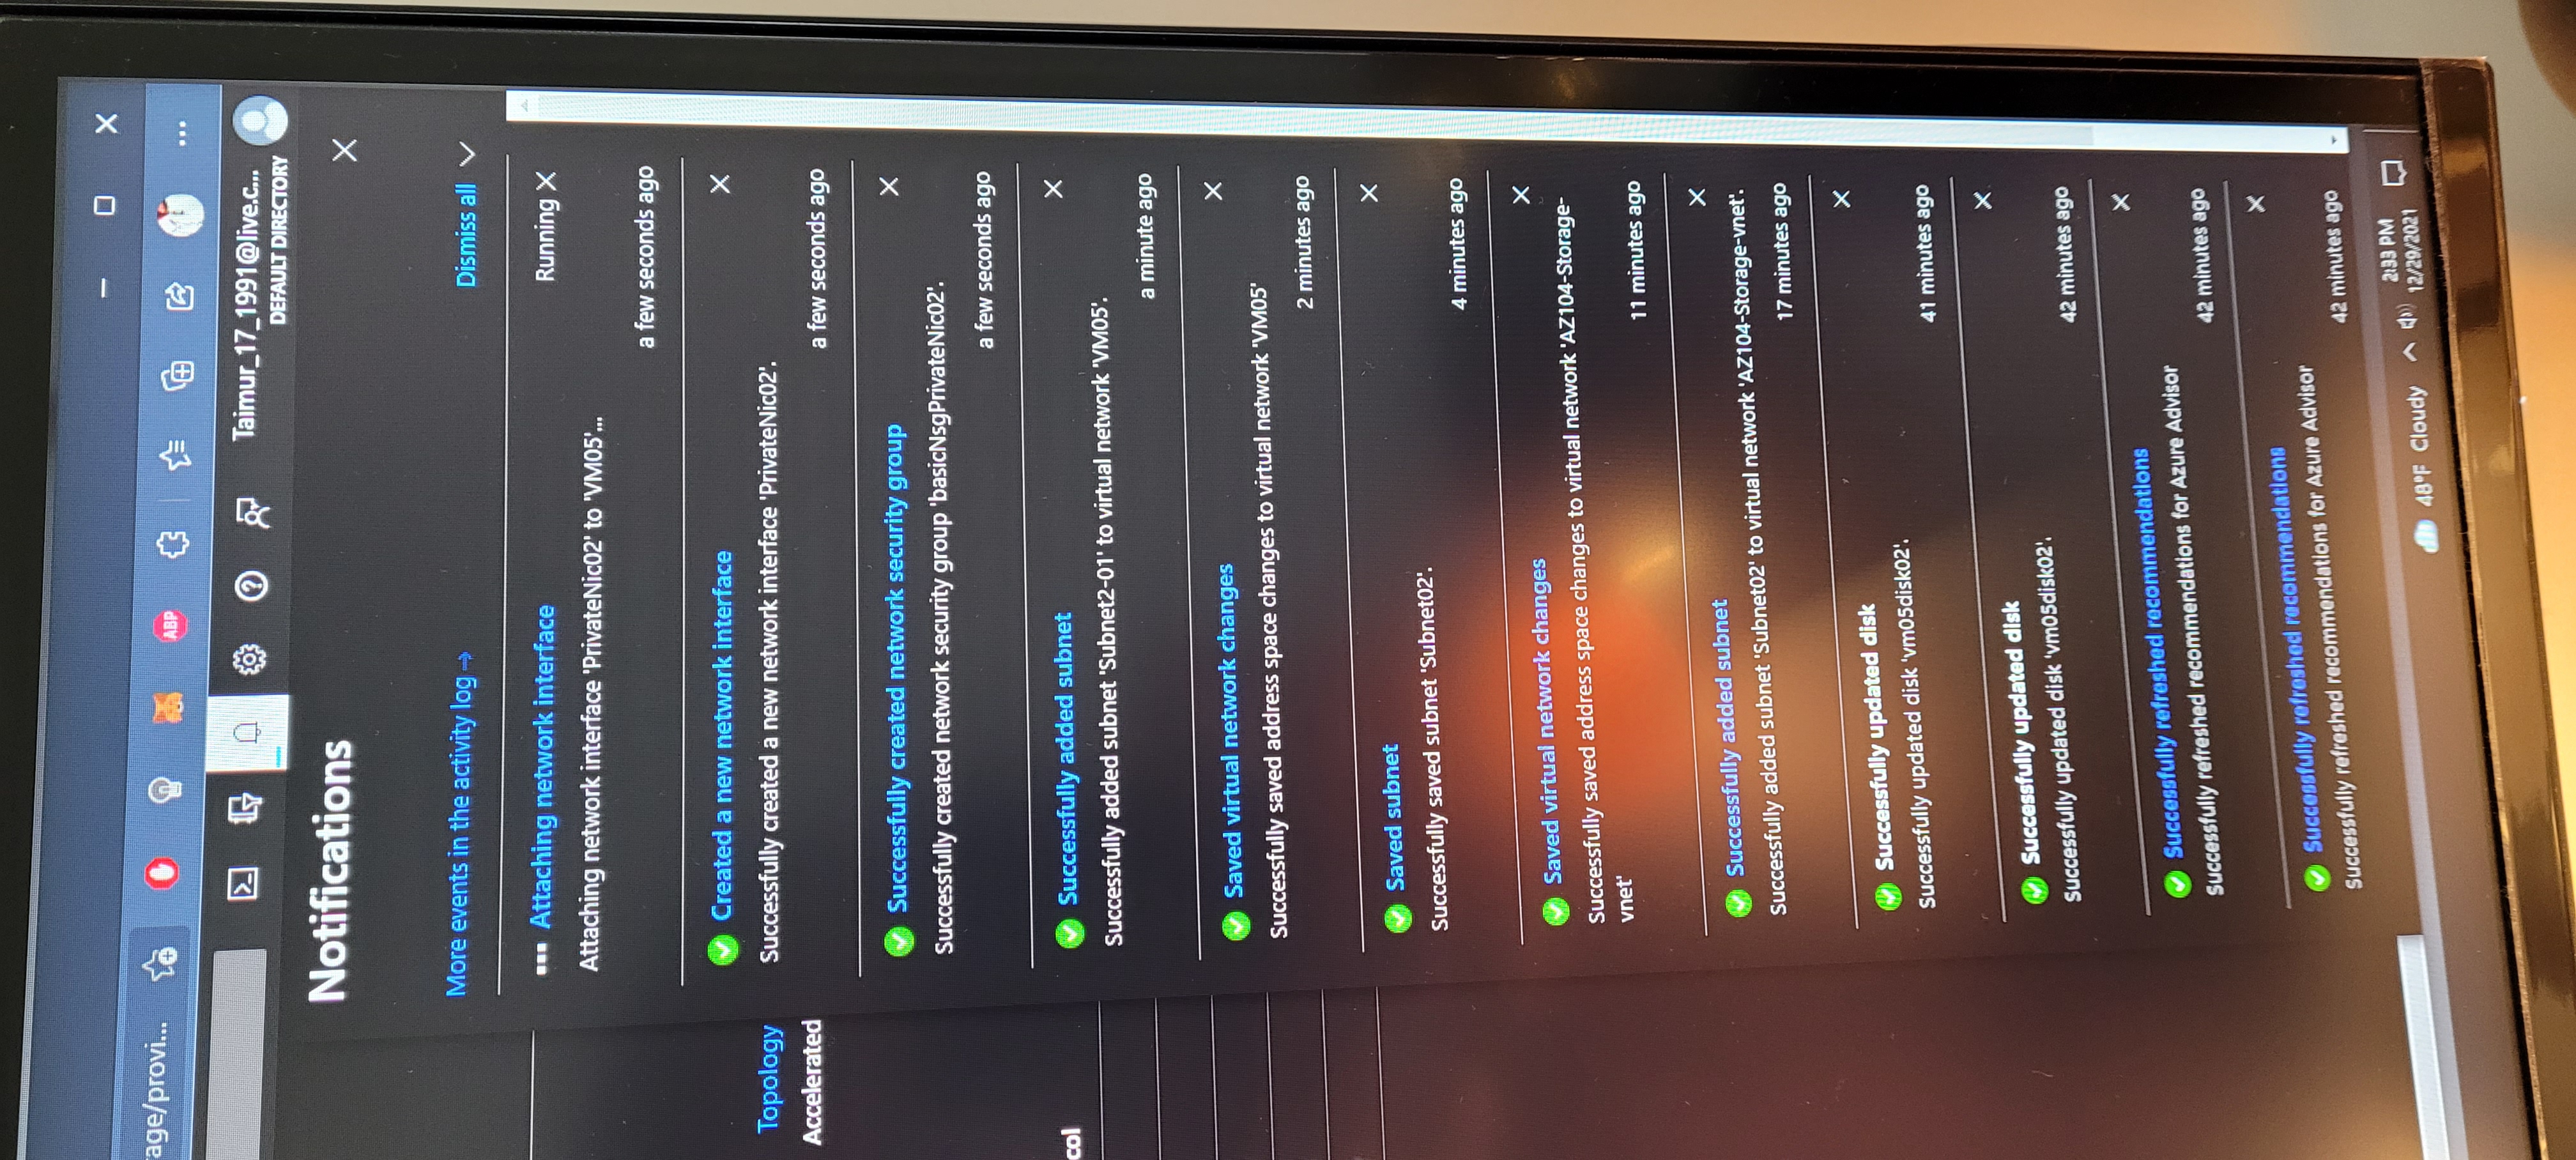 rage/provi...
ABP
Taimur_17_1991@live.c...
DEFAULT DIRECTORY
Notifications
More events in the activity log →
Dismiss all
Attaching network interface
Running
Attaching network interface 'PrivateNic02' to 'VM05'...
a few seconds ago
Created a new network interface
Successfully created a new network interface 'PrivateNic02'.
a few seconds ago
Topology
Accelerated
Successfully created network security group
Successfully created network security group 'basicNsgPrivateNic02'.
a few seconds ago
Successfully added subnet
col
Successfully added subnet 'Subnet2-01' to virtual network 'VM05'.
a minute ago
Saved virtual network changes
Successfully saved address space changes to virtual network 'VM05'
2 minutes ago
Saved subnet
Successfully saved subnet 'Subnet02'.
4 minutes ago
Saved virtual network changes
Successfully saved address space changes to virtual network 'AZ104-Storage-
vnet'
11 minutes ago
Successfully added subnet
Successfully added subnet 'Subnet02' to virtual network 'AZ104-Storage-vnet'.
17 minutes ago
Successfully updated disk
Successfully updated disk 'vm05disk02'.
41 minutes ago
Successfully updated disk
Successfully updated disk 'vm05disk02'.
42 minutes ago
Successfully refreshed recommendations
Successfully refreshed recommendations for Azure Advisor
42 minutes ago
Successfully refreshed recommendations
Successfully refreshed recommendations for Azure Advisor
42 minutes ago
48°F Cloudy
2:33 PM
12/29/2021